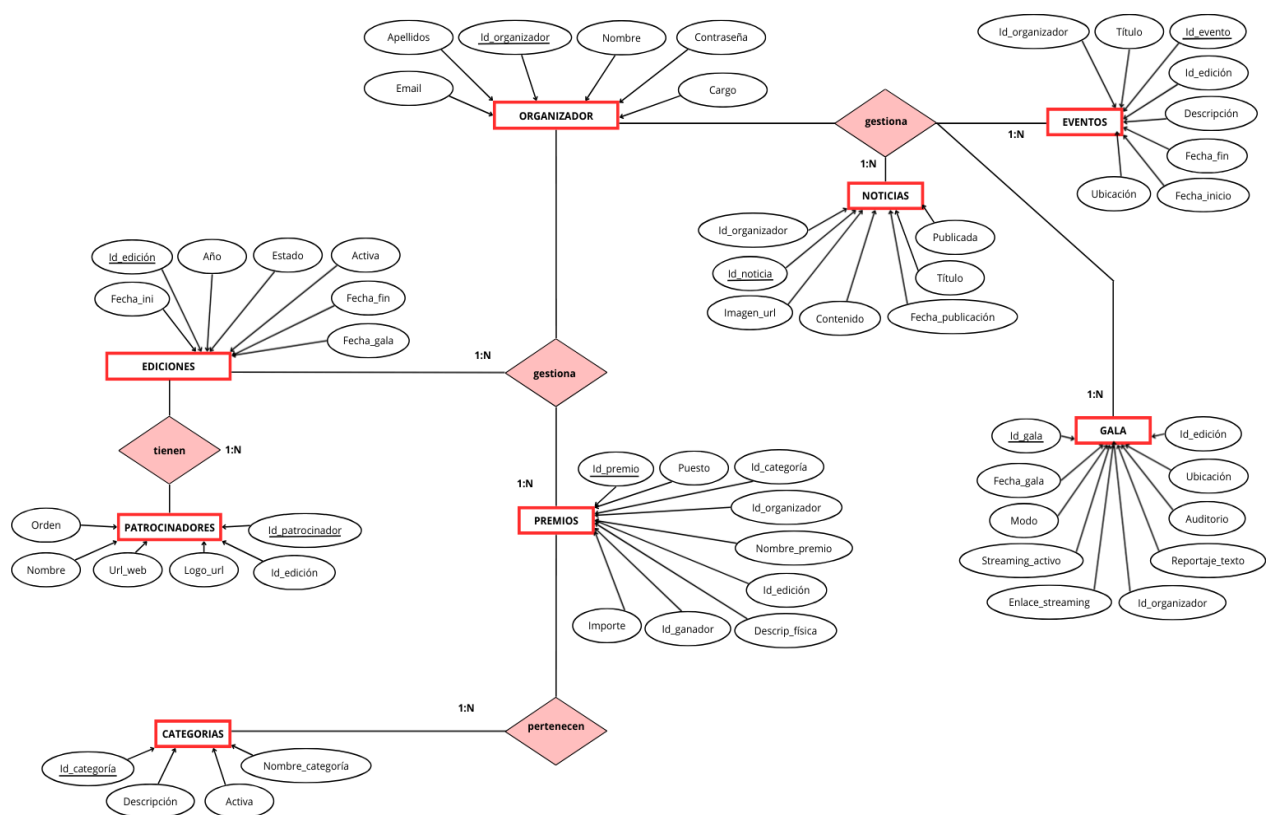 Apellidos
Id_organizador
Nombre
Contraseña
Email
Cargo
ORGANIZADOR
gestiona
1:N
Id_organizador
Título
Id_evento
Id_edición
Descripción
Fecha_fin
Fecha_inicio
Ubicación
EVENTOS
1:N
NOTICIAS
Id_organizador
Publicada
Id_noticia
Título
Imagen_url
Contenido
Fecha_publicación
Id_edición
Año
Estado
Activa
Fecha_ini
Fecha_fin
Fecha_gala
EDICIONES
1:N
gestiona
tienen
1:N
1:N
1:N
GALA
Id_gala
Id_edición
Fecha_gala
Ubicación
Modo
Auditorio
Streaming_activo
Reportaje_texto
Enlace_streaming
Id_organizador
Id_premio
Puesto
Id_categoría
Id_organizador
PREMIOS
Nombre_premio
Id_edición
Importe
Id_ganador
Descrip_física
Orden
PATROCINADORES
Id_patrocinador
Nombre
Url_web
Logo_url
Id_edición
1:N
pertenecen
CATEGORIAS
Id_categoría
Nombre_categoría
Descripción
Activa